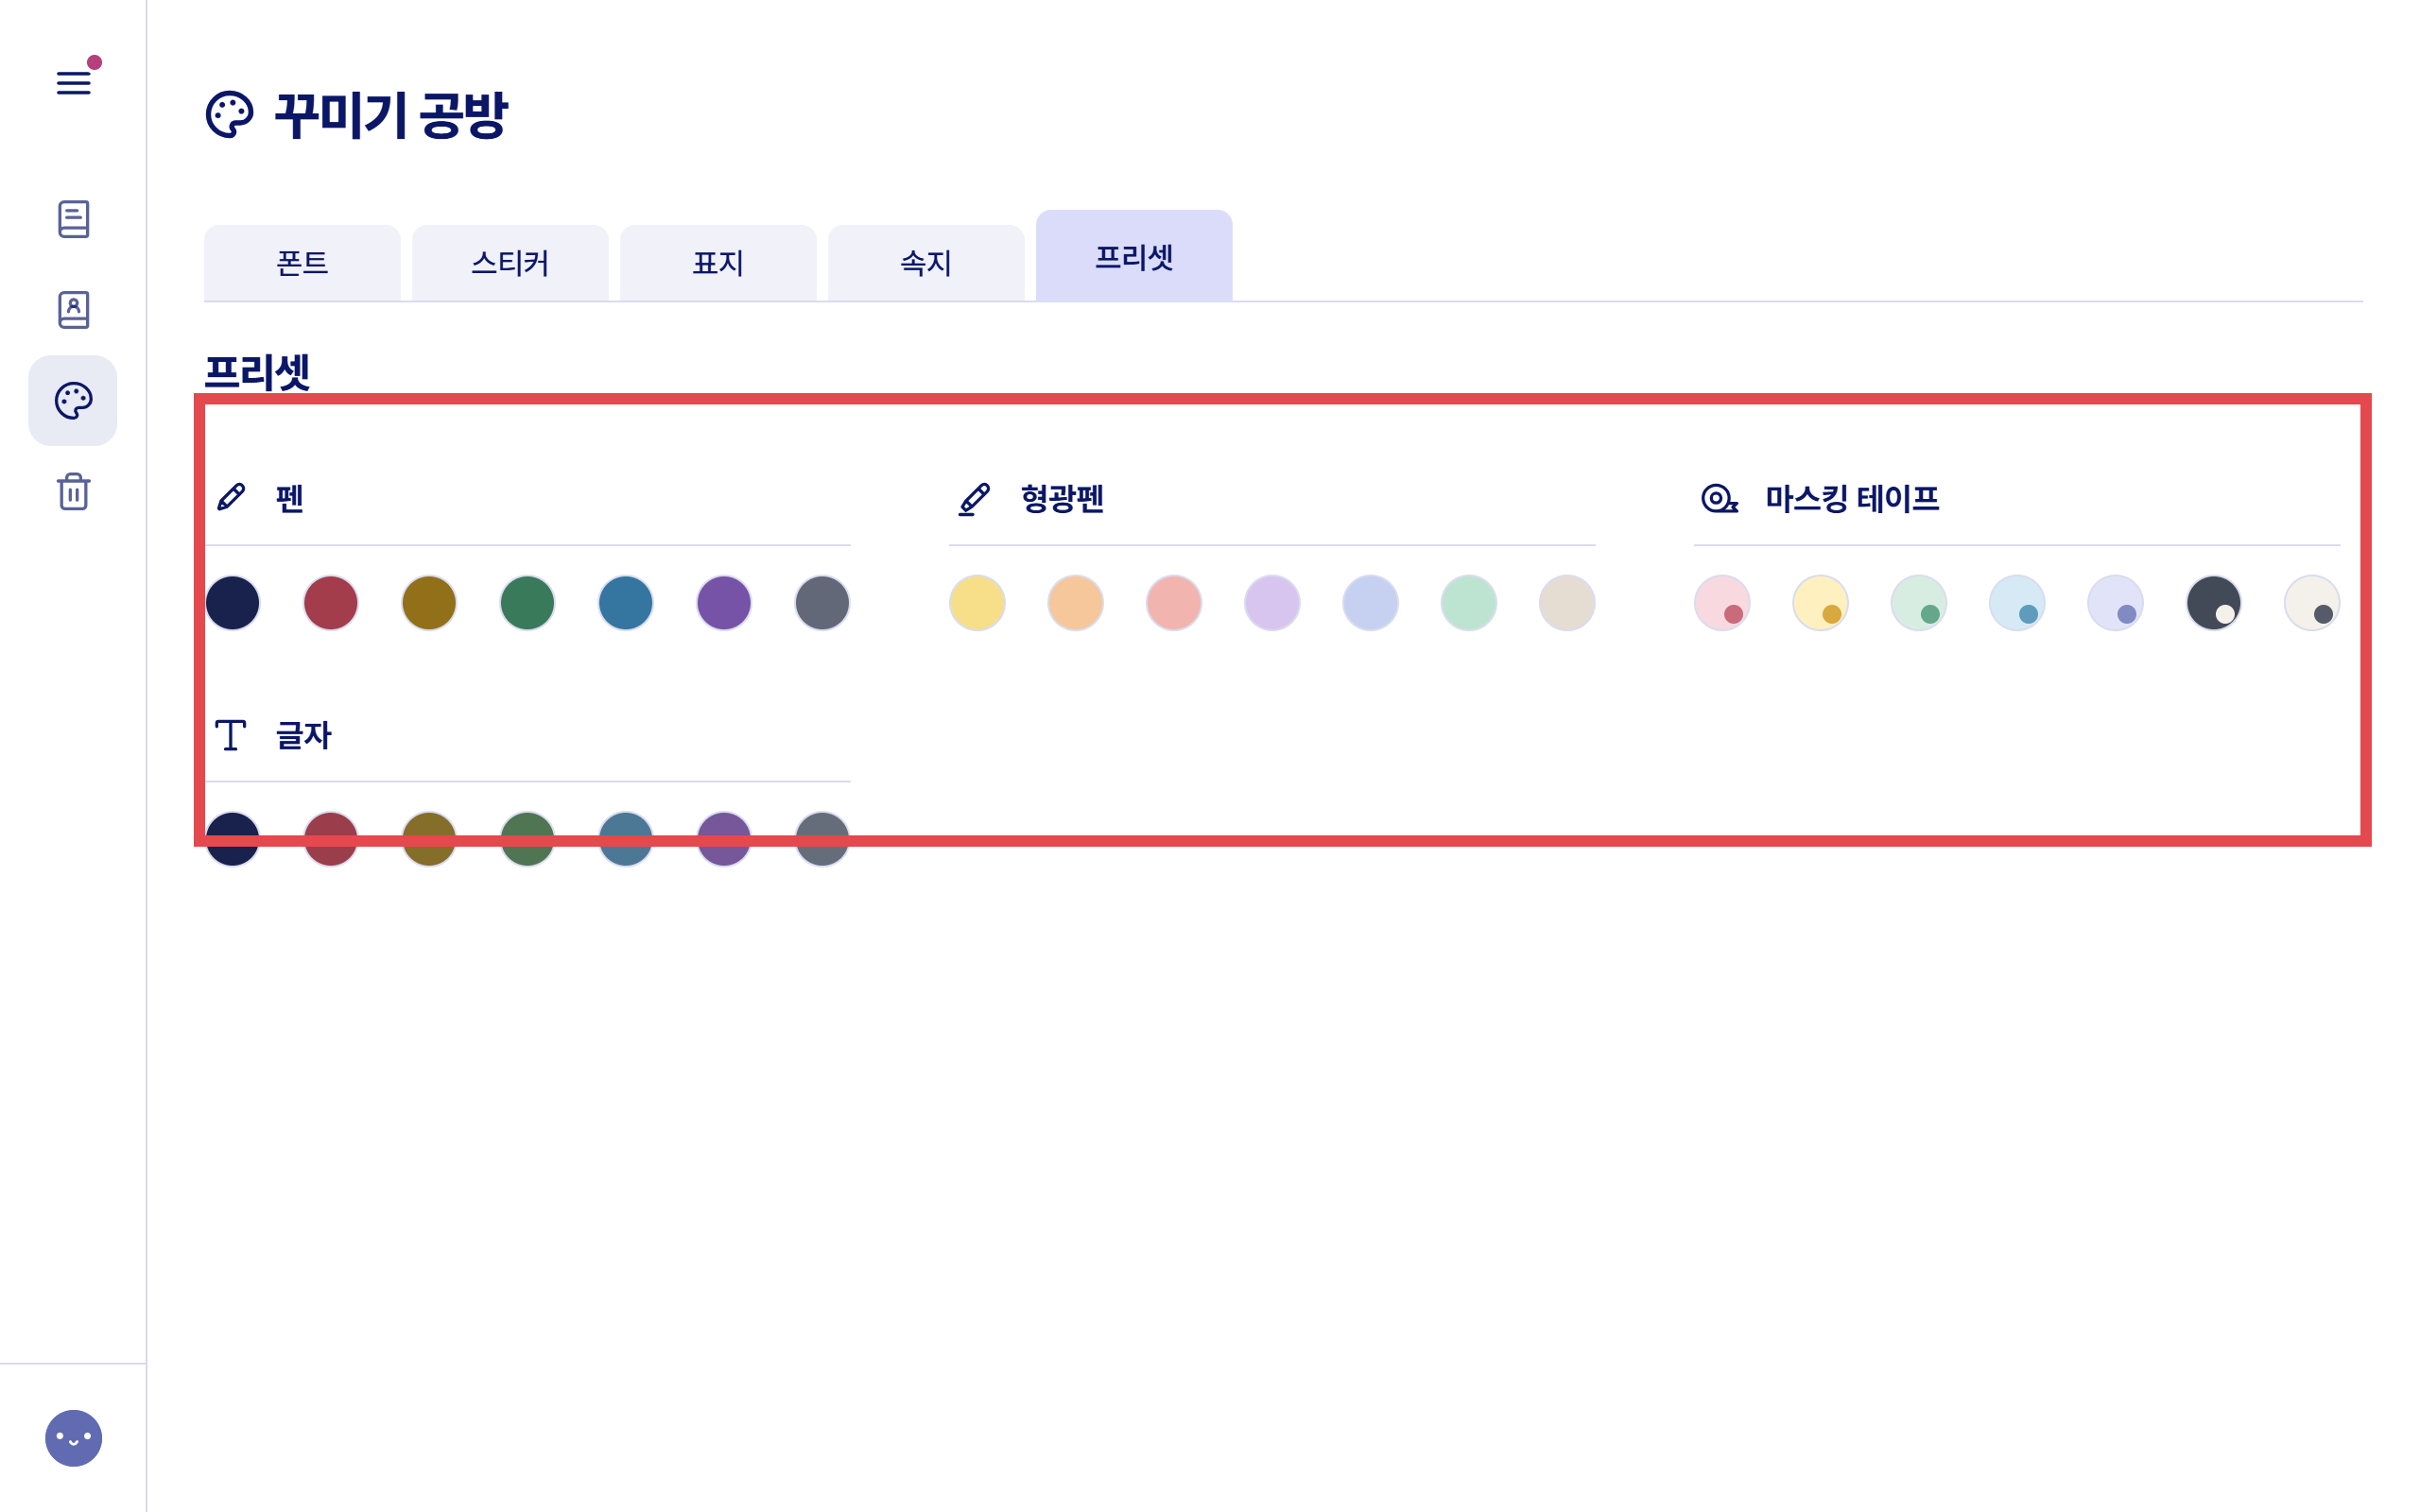 꾸미기 공방
폰트
스티커
표지
속지
프리셋
프리셋
펜
형광펜
마스킹 테이프
글자